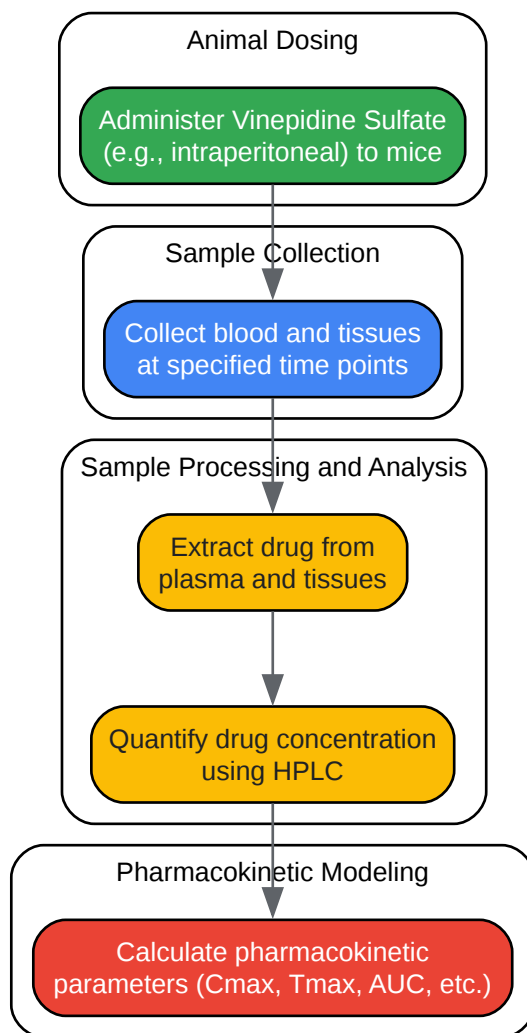 Animal Dosing
Administer Vinepidine Sulfate
(e.g., intraperitoneal) to mice
Sample Collection
Collect blood and tissues
at specified time points
Sample Processing and Analysis
Extract drug from
plasma and tissues
Quantify drug concentration
using HPLC
Pharmacokinetic Modeling
Calculate pharmacokinetic
parameters (Cmax, Tmax, AUC, etc.)